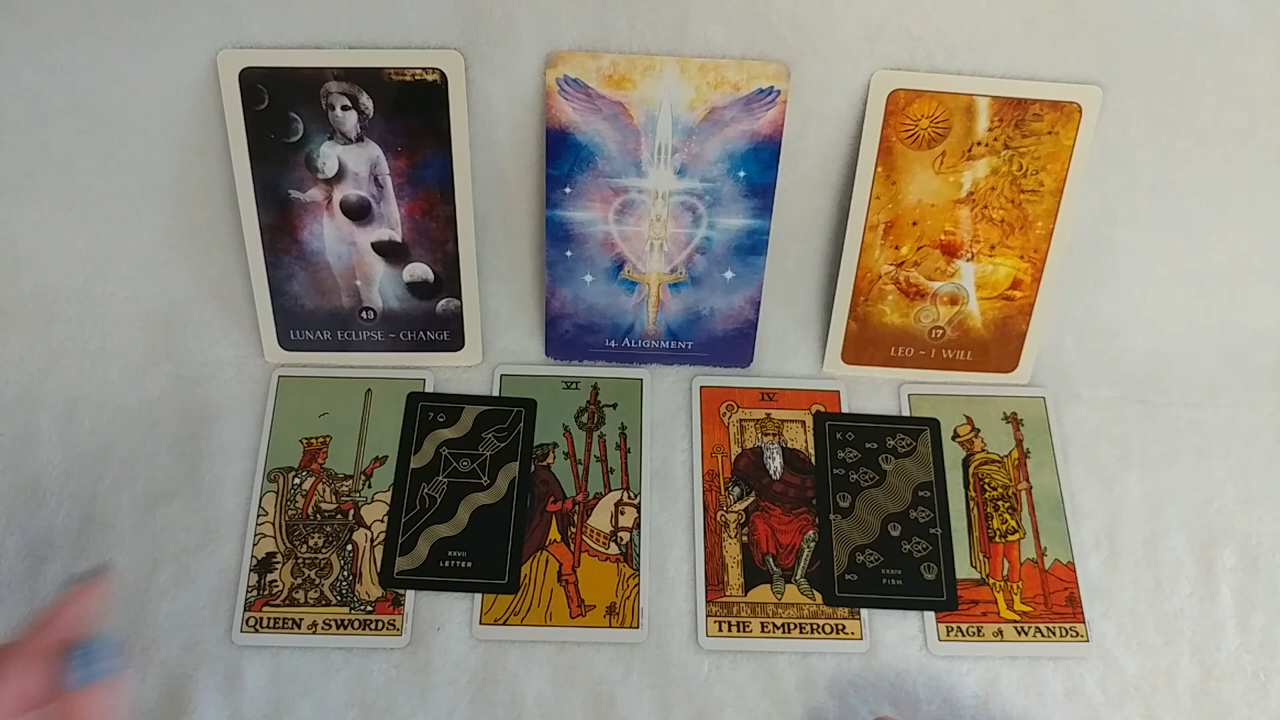 43
LUNAR ECLIPSE ~ CHANGE
14. ALIGNMENT
17
LEO ~ I WILL
QUEEN of SWORDS.
7
XXVII
LETTER
VI
IV
THE EMPEROR.
K
XXXIV
FISH
PAGE of WANDS.